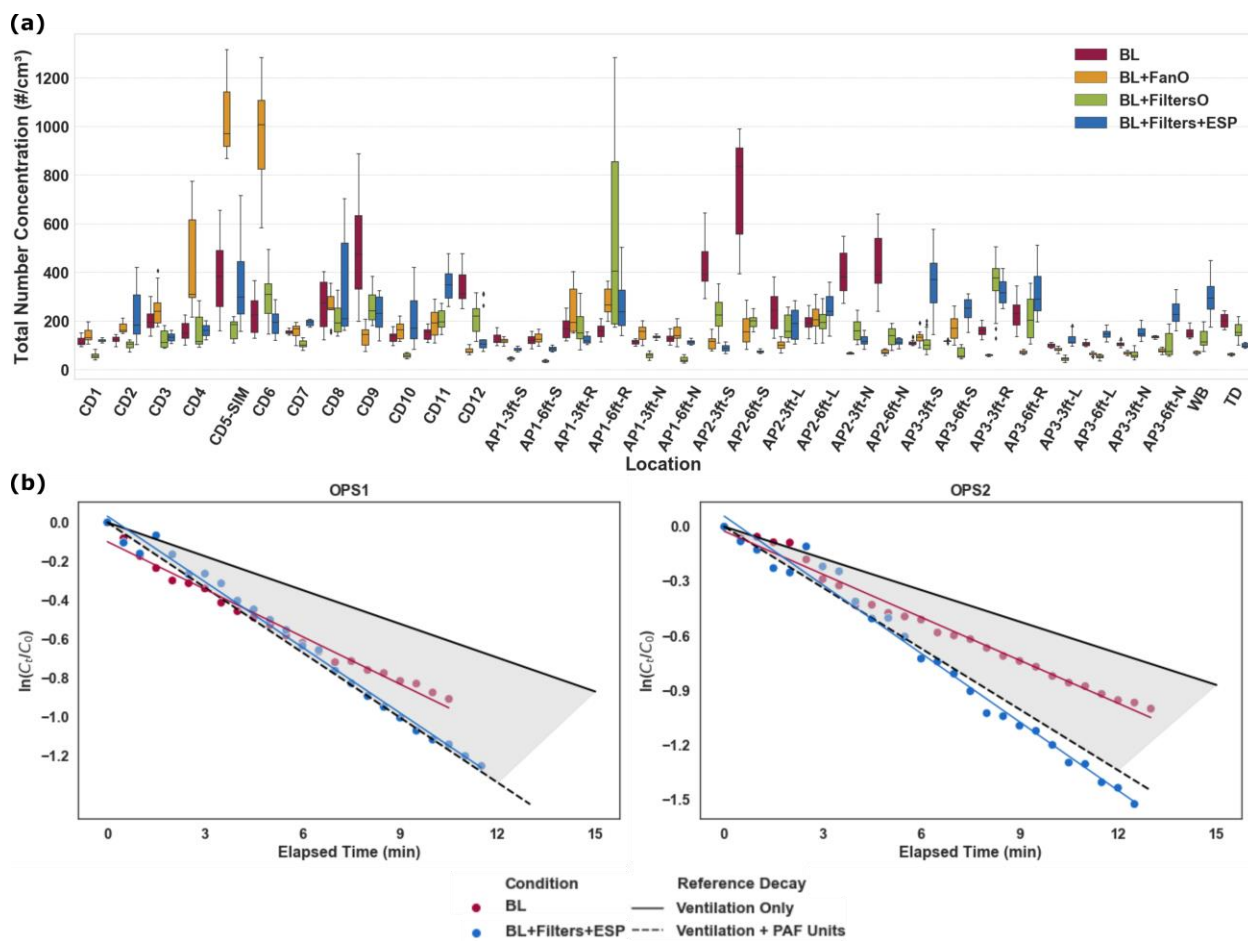 (a)
Total Number Concentration (#/cm³)
1200
1000
800
600
400
200
0
BL
BL+FanO
BL+FiltersO
BL+Filters+ESP
CD1
CD2
CD3
CD4
CD5-SIM
CD6
CD7
CD8
CD9
CD10
CD11
CD12
AP1-3ft-S
AP1-6ft-S
AP1-3ft-R
AP1-6ft-R
AP1-3ft-N
AP1-6ft-N
AP2-3ft-S
AP2-6ft-S
AP2-3ft-L
AP2-6ft-L
AP2-3ft-N
AP2-6ft-N
AP3-3ft-S
AP3-6ft-S
AP3-3ft-R
AP3-6ft-R
AP3-3ft-L
AP3-6ft-L
AP3-3ft-N
AP3-6ft-N
WB
TD
Location
(b)
OPS1
ln(Cₜ/C₀)
0.0
−0.2
−0.4
−0.6
−0.8
−1.0
−1.2
0
3
6
9
12
15
Elapsed Time (min)
OPS2
ln(Cₜ/C₀)
0.0
−0.3
−0.6
−0.9
−1.2
−1.5
0
3
6
9
12
15
Elapsed Time (min)
Condition
BL
BL+Filters+ESP
Reference Decay
Ventilation Only
Ventilation + PAF Units